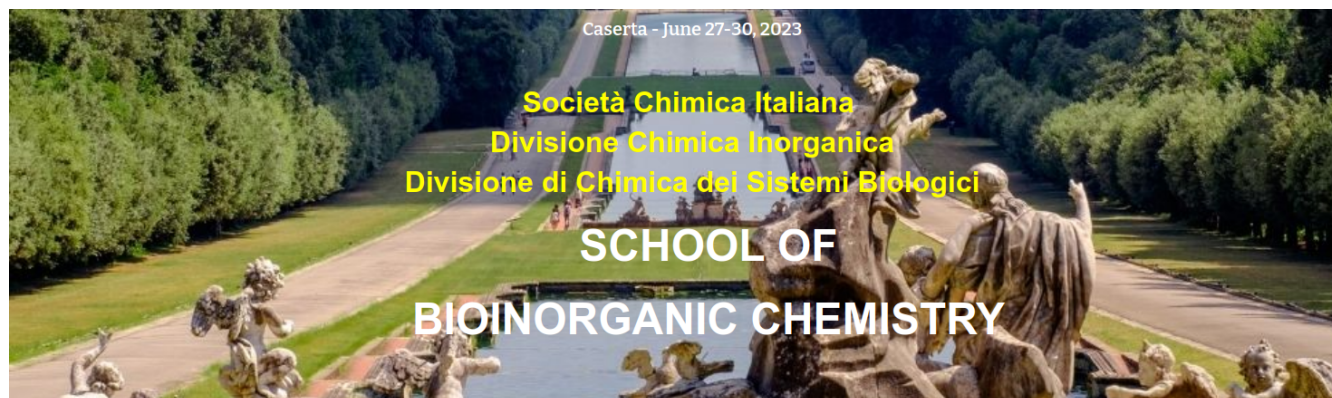 Caserta - June 27-30, 2023
Società Chimica Italiana
Divisione Chimica Inorganica
Divisione di Chimica dei Sistemi Biologici
SCHOOL OF
BIOINORGANIC CHEMISTRY